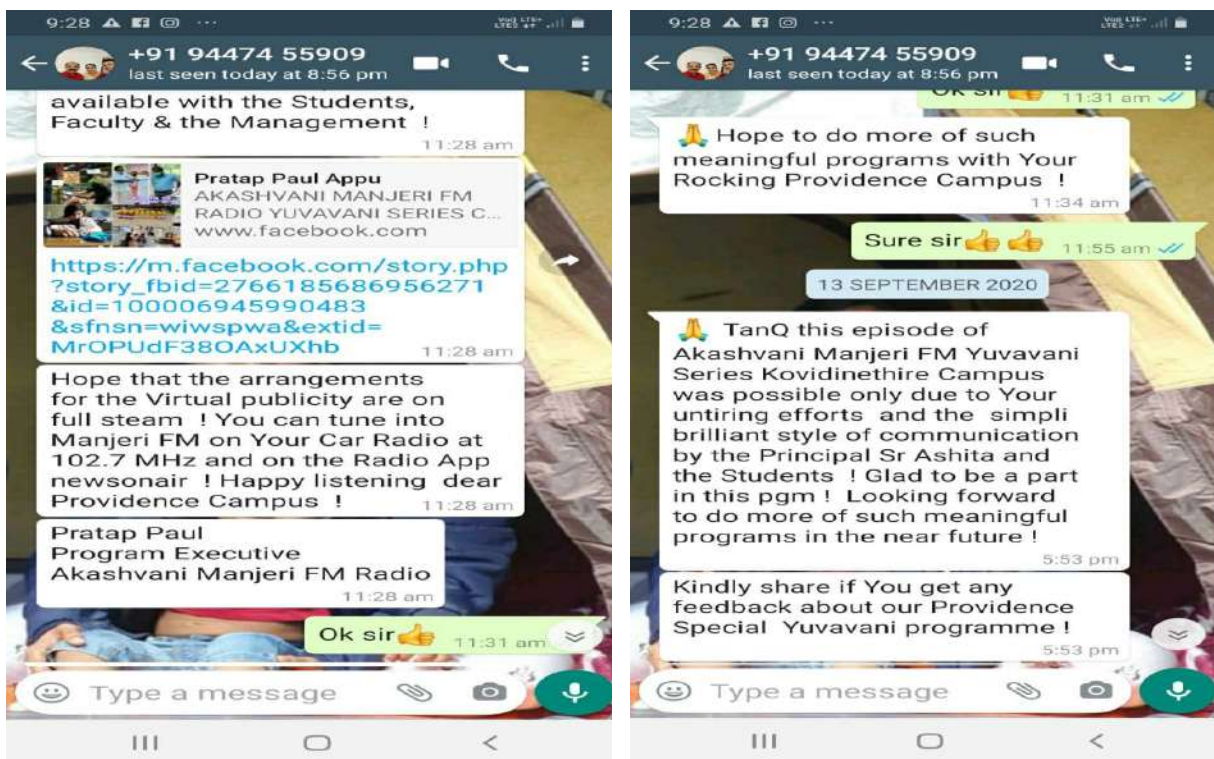 9:28
+91 94474 55909
last seen today at 8:56 pm
available with the Students,
Faculty & the Management !
11:28 am
Pratap Paul Appu
AKASHVANI MANJERI FM
RADIO YUVAVANI SERIES C...
www.facebook.com
https://m.facebook.com/story.php
?story_fbid=2766185686956271
&id=100006945990483
&sfnsn=wiwspwa&extid=
MrOPUdF38OAxUXhb
11:28 am
Hope that the arrangements
for the Virtual publicity are on
full steam ! You can tune into
Manjeri FM on Your Car Radio at
102.7 MHz and on the Radio App
newsonair ! Happy listening dear
Providence Campus !
11:28 am
Pratap Paul
Program Executive
Akashvani Manjeri FM Radio
11:28 am
Ok sir👍
11:31 am
Type a message
9:28
+91 94474 55909
last seen today at 8:56 pm
Ok sir👍
11:31 am
🙏 Hope to do more of such
meaningful programs with Your
Rocking Providence Campus !
11:34 am
Sure sir👍👍
11:55 am
13 SEPTEMBER 2020
🙏 TanQ this episode of
Akashvani Manjeri FM Yuvavani
Series Kovidinethire Campus
was possible only due to Your
untiring efforts and the simpli
brilliant style of communication
by the Principal Sr Ashita and
the Students ! Glad to be a part
in this pgm ! Looking forward
to do more of such meaningful
programs in the near future !
5:53 pm
Kindly share if You get any
feedback about our Providence
Special Yuvavani programme !
5:53 pm
Type a message